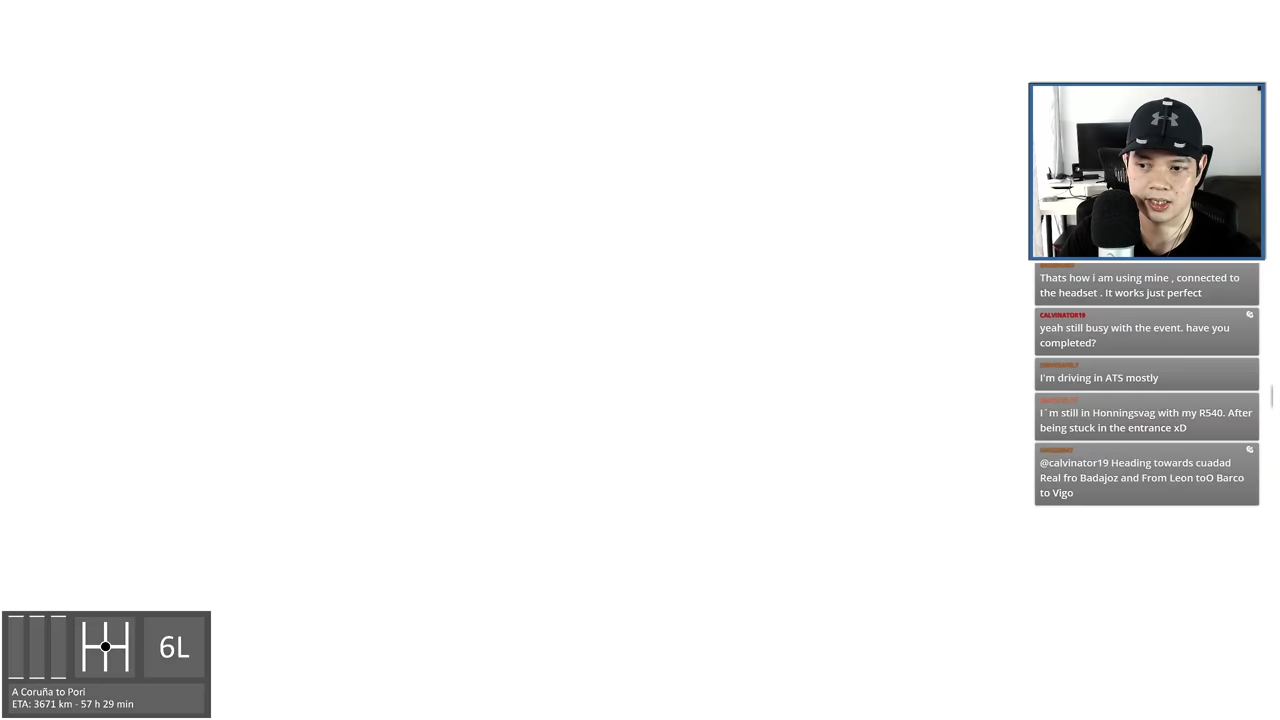 Thats how i am using mine , connected to
the headset . It works just perfect
CALVINATOR19
yeah still busy with the event. have you
completed?
I'm driving in ATS mostly
I´m still in Honningsvag with my R540. After
being stuck in the entrance xD
@calvinator19 Heading towards cuadad
Real fro Badajoz and From Leon toO Barco
to Vigo
6L
A Coruña to Pori
ETA: 3671 km - 57 h 29 min